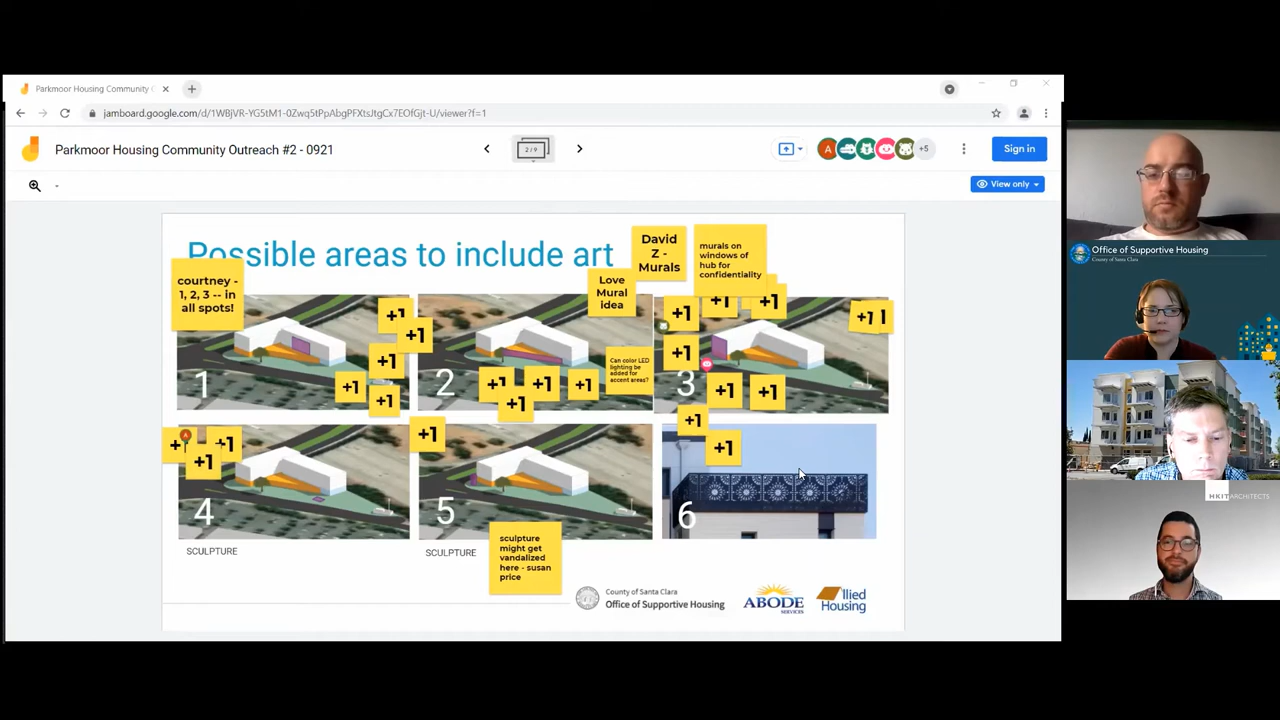 Parkmoor Housing Community C
jamboard.google.com/d/1WBjVR-YG5tM1-0Zwq5tPpAbgPFXtsJtgCx7EOfGjt-U/viewer?f=1
Parkmoor Housing Community Outreach #2 - 0921
2/9
A
+5
Sign in
View only
Possible areas to include art
courtney -
1, 2, 3 -- in
all spots!
David
Z -
Murals
murals on
windows of
hub for
confidentiality
Love
Mural
idea
Can color LED
lighting be
added for
accent areas?
1
+1
+1
+1
+1
+1
2
+1
+1
+1
+1
3
+1
+1
+1
+1
+1
+1
+1
+1
4
+1
+1
+1
A
SCULPTURE
5
+1
SCULPTURE
sculpture
might get
vandalized
here - susan
price
6
+1
+1
County of Santa Clara
Office of Supportive Housing
ABODE
SERVICES
Allied
Housing
Office of Supportive Housing
County of Santa Clara
HKIT ARCHITECTS